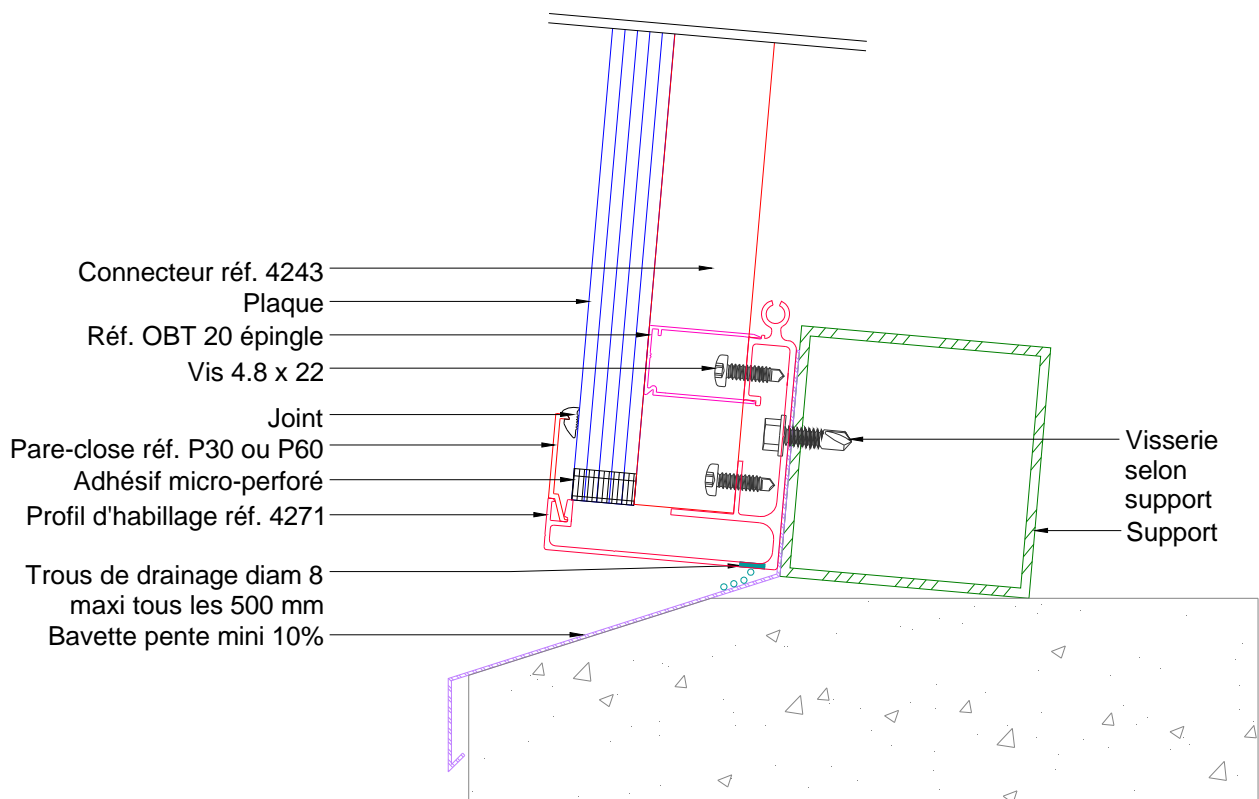 Connecteur réf. 4243
Plaque
Réf. OBT 20 épingle
Vis 4.8 x 22
Joint
Pare-close réf. P30 ou P60
Adhésif micro-perforé
Profil d'habillage réf. 4271
Trous de drainage diam 8
maxi tous les 500 mm
Bavette pente mini 10%
Visserie
selon
support
Support